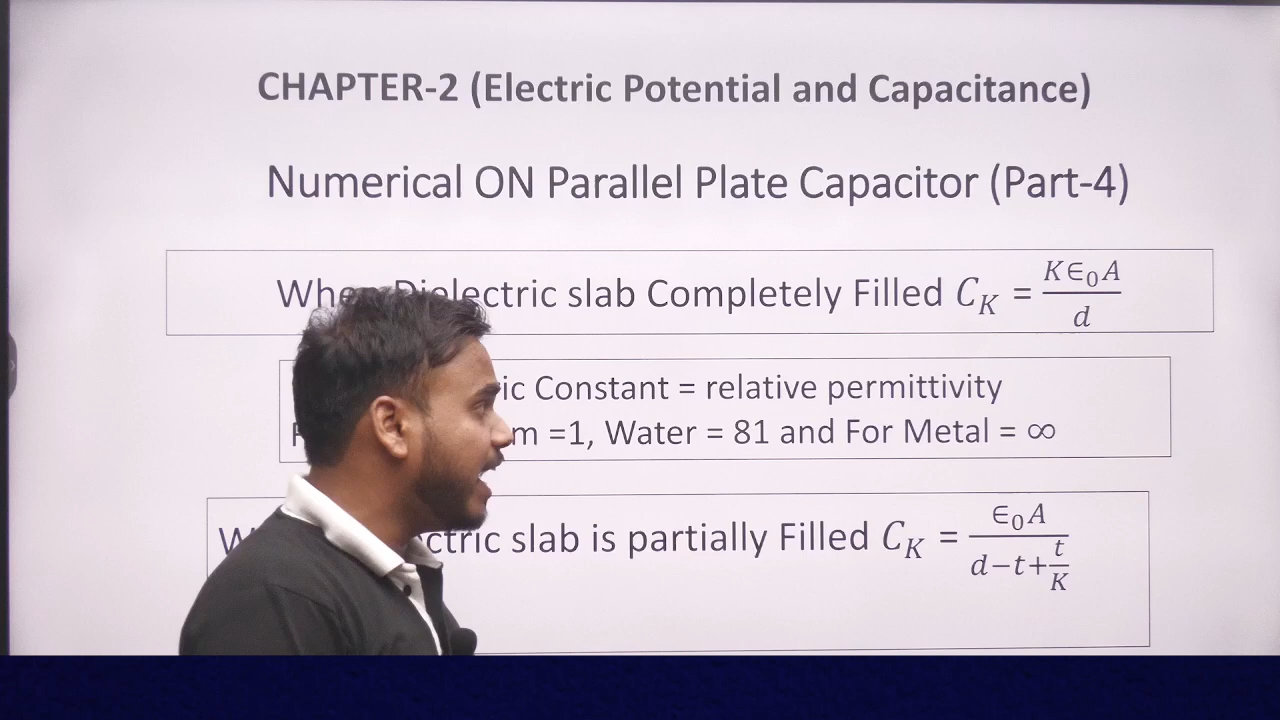 CHAPTER-2 (Electric Potential and Capacitance)
Numerical ON Parallel Plate Capacitor (Part-4)
When Dielectric slab Completely Filled C_K = K∈₀A/d
ic Constant = relative permittivity
m =1, Water = 81 and For Metal = ∞
ctric slab is partially Filled C_K = ∈₀A/(d−t+t/K)